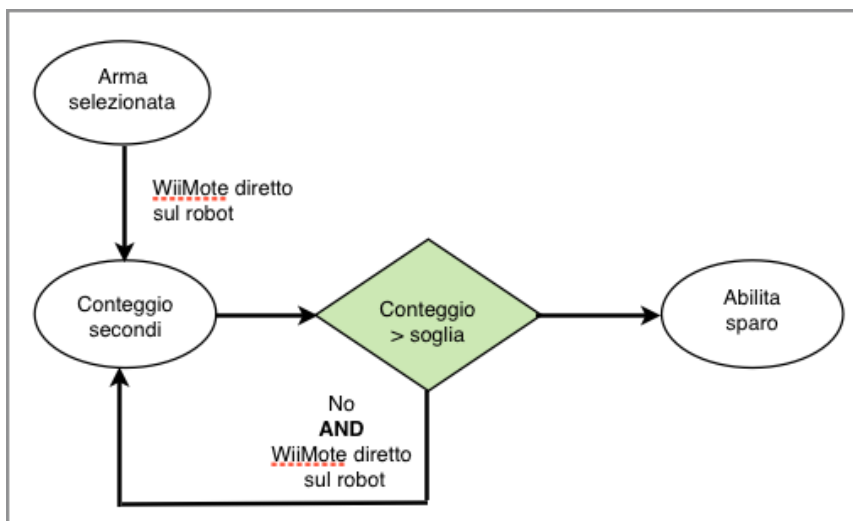 Arma
selezionata
WiiMote diretto
sul robot
Conteggio
secondi
Conteggio
> soglia
Abilita
sparo
No
AND
WiiMote diretto
sul robot